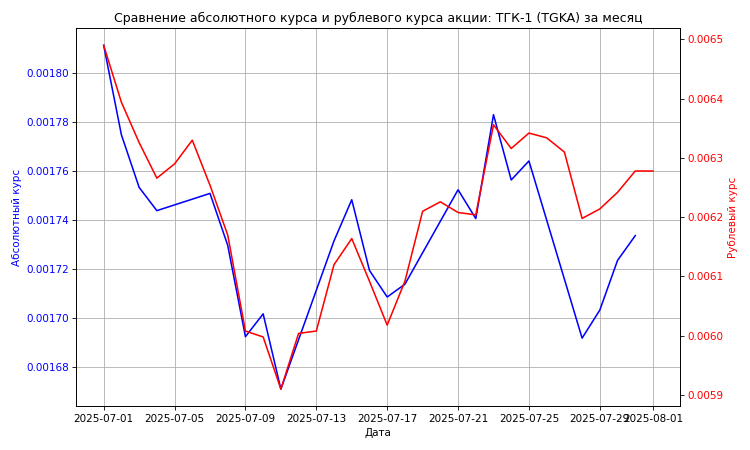 Сравнение абсолютного курса и рублевого курса акции: ТГК-1 (TGKA) за месяц
0.00180
0.00178
0.00176
0.00174
0.00172
0.00170
0.00168
Абсолютный курс
0.0065
0.0064
0.0063
0.0062
0.0061
0.0060
0.0059
Рублевый курс
2025-07-01 2025-07-05 2025-07-09 2025-07-13 2025-07-17 2025-07-21 2025-07-25 2025-07-29 2025-08-01
Дата